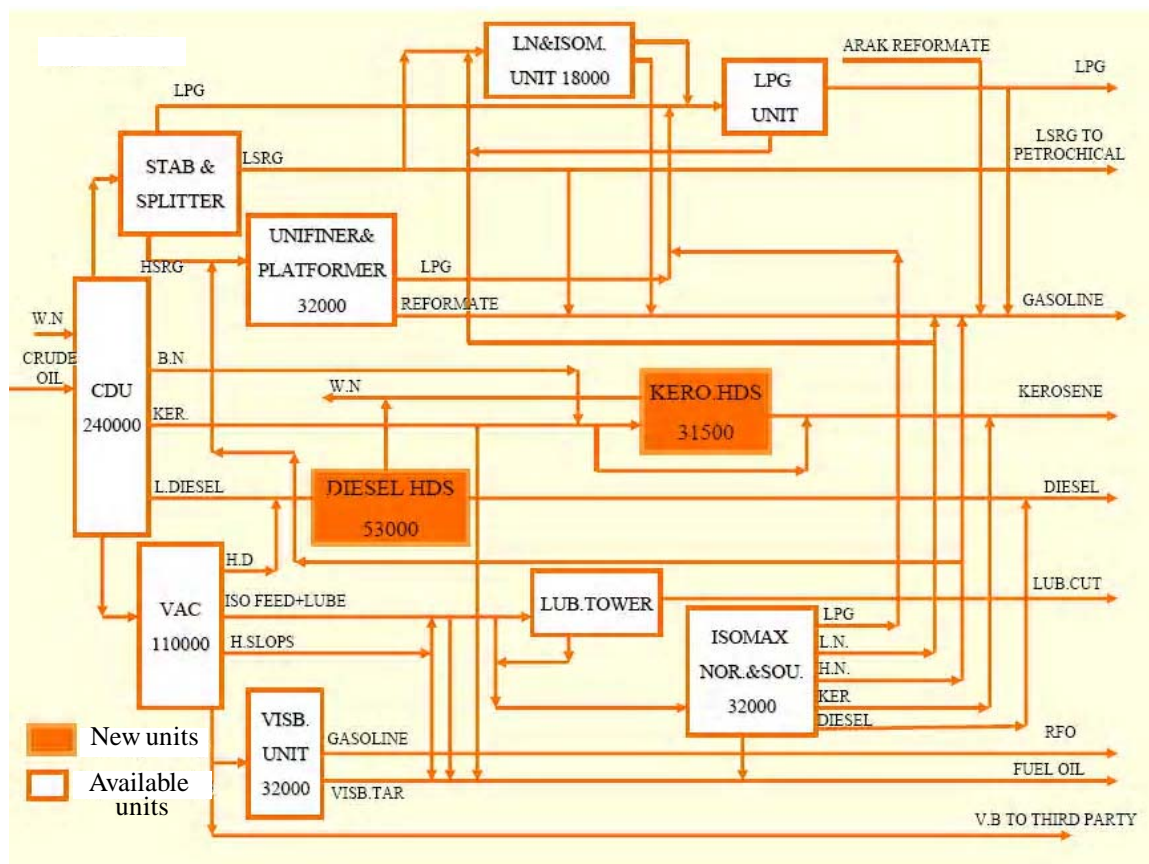 LN&ISOM.
UNIT 18000
ARAK REFORMATE
LPG
LPG
UNIT
LPG
STAB &
SPLITTER
LSRG
LSRG TO
PETROCHICAL
UNIFINER&
PLATFORMER
32000
HSRG
LPG
REFORMATE
GASOLINE
W.N
CRUDE
OIL
CDU
240000
B.N
KER.
W.N
KERO.HDS
31500
KEROSENE
L.DIESEL
DIESEL HDS
53000
DIESEL
H.D
VAC
110000
ISO FEED+LUBE
H.SLOPS
LUB.TOWER
LUB.CUT
ISOMAX
NOR.&SOU.
32000
LPG
L.N.
H.N.
KER
DIESEL
VISB.
UNIT
32000
GASOLINE
VISB.TAR
RFO
FUEL OIL
V.B TO THIRD PARTY
New units
Available
units